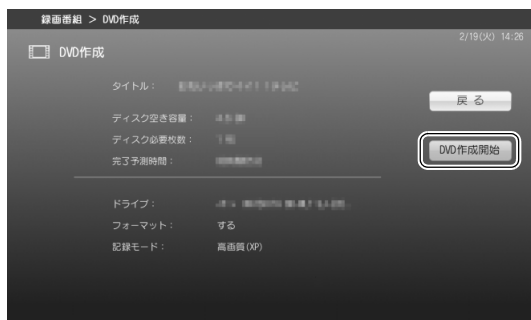 録画番組 > DVD作成
2/19(火) 14:26
DVD作成
タイトル：
戻る
ディスク空き容量：
ディスク必要枚数：
DVD作成開始
完了予測時間：
ドライブ：
フォーマット： する
記録モード： 高画質(XP)